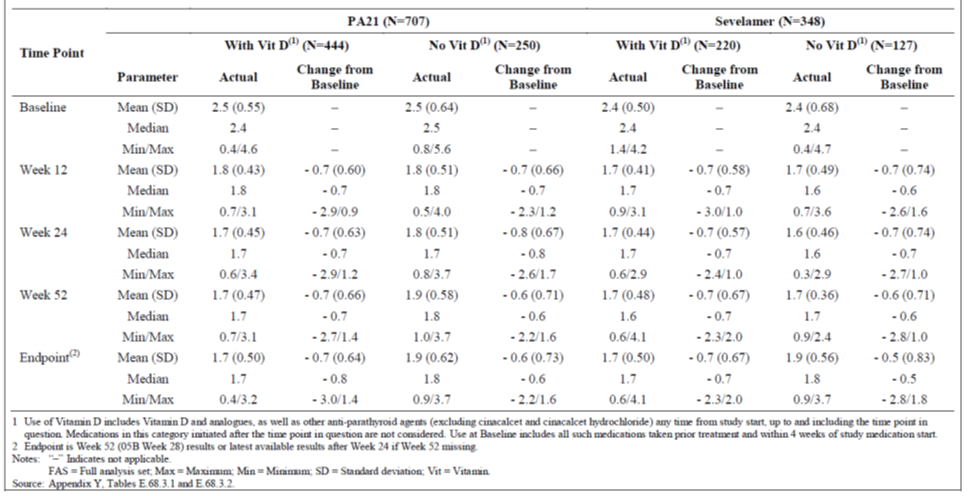 PA21 (N=707) Sevelamer (N=348)
Time Point With Vit D(1) (N=444) No Vit D(1) (N=250) With Vit D(1) (N=220) No Vit D(1) (N=127)
Parameter Actual Change from Baseline Actual Change from Baseline Actual Change from Baseline Actual Change from Baseline
Baseline Mean (SD) 2.5 (0.55) – 2.5 (0.64) – 2.4 (0.50) – 2.4 (0.68) –
Median 2.4 – 2.5 – 2.4 – 2.4 –
Min/Max 0.4/4.6 – 0.8/5.6 – 1.4/4.2 – 0.4/4.7 –
Week 12 Mean (SD) 1.8 (0.43) - 0.7 (0.60) 1.8 (0.51) - 0.7 (0.66) 1.7 (0.41) - 0.7 (0.58) 1.7 (0.49) - 0.7 (0.74)
Median 1.8 - 0.7 1.8 - 0.7 1.7 - 0.7 1.6 - 0.6
Min/Max 0.7/3.1 - 2.9/0.9 0.5/4.0 - 2.3/1.2 0.9/3.1 - 3.0/1.0 0.7/3.6 - 2.6/1.6
Week 24 Mean (SD) 1.7 (0.45) - 0.7 (0.63) 1.8 (0.51) - 0.8 (0.67) 1.7 (0.44) - 0.7 (0.57) 1.6 (0.46) - 0.7 (0.74)
Median 1.7 - 0.7 1.7 - 0.8 1.7 - 0.7 1.6 - 0.7
Min/Max 0.6/3.4 - 2.9/1.2 0.8/3.7 - 2.6/1.7 0.6/2.9 - 2.4/1.0 0.3/2.9 - 2.7/1.0
Week 52 Mean (SD) 1.7 (0.47) - 0.7 (0.66) 1.9 (0.58) - 0.6 (0.71) 1.7 (0.48) - 0.7 (0.67) 1.7 (0.36) - 0.6 (0.71)
Median 1.7 - 0.7 1.8 - 0.6 1.6 - 0.7 1.7 - 0.6
Min/Max 0.7/3.1 - 2.7/1.4 1.0/3.7 - 2.2/1.6 0.6/4.1 - 2.3/2.0 0.9/2.4 - 2.8/1.0
Endpoint(2) Mean (SD) 1.7 (0.50) - 0.7 (0.64) 1.9 (0.62) - 0.6 (0.73) 1.7 (0.50) - 0.7 (0.67) 1.9 (0.56) - 0.5 (0.83)
Median 1.7 - 0.8 1.8 - 0.6 1.7 - 0.7 1.8 - 0.5
Min/Max 0.4/3.2 - 3.0/1.4 0.9/3.7 - 2.2/1.6 0.6/4.1 - 2.3/2.0 0.9/3.7 - 2.8/1.8
1 Use of Vitamin D includes Vitamin D and analogues, as well as other anti-parathyroid agents (excluding cinacalcet and cinacalcet hydrochloride) any time from study start, up to and including the time point in
question. Medications in this category initiated after the time point in question are not considered. Use at Baseline includes all such medications taken prior treatment and within 4 weeks of study medication start.
2 Endpoint is Week 52 (05B Week 28) results or latest available results after Week 24 if Week 52 missing.
Notes: "–" Indicates not applicable.
FAS = Full analysis set; Max = Maximum; Min = Minimum; SD = Standard deviation; Vit = Vitamin.
Source: Appendix Y, Tables E.68.3.1 and E.68.3.2.